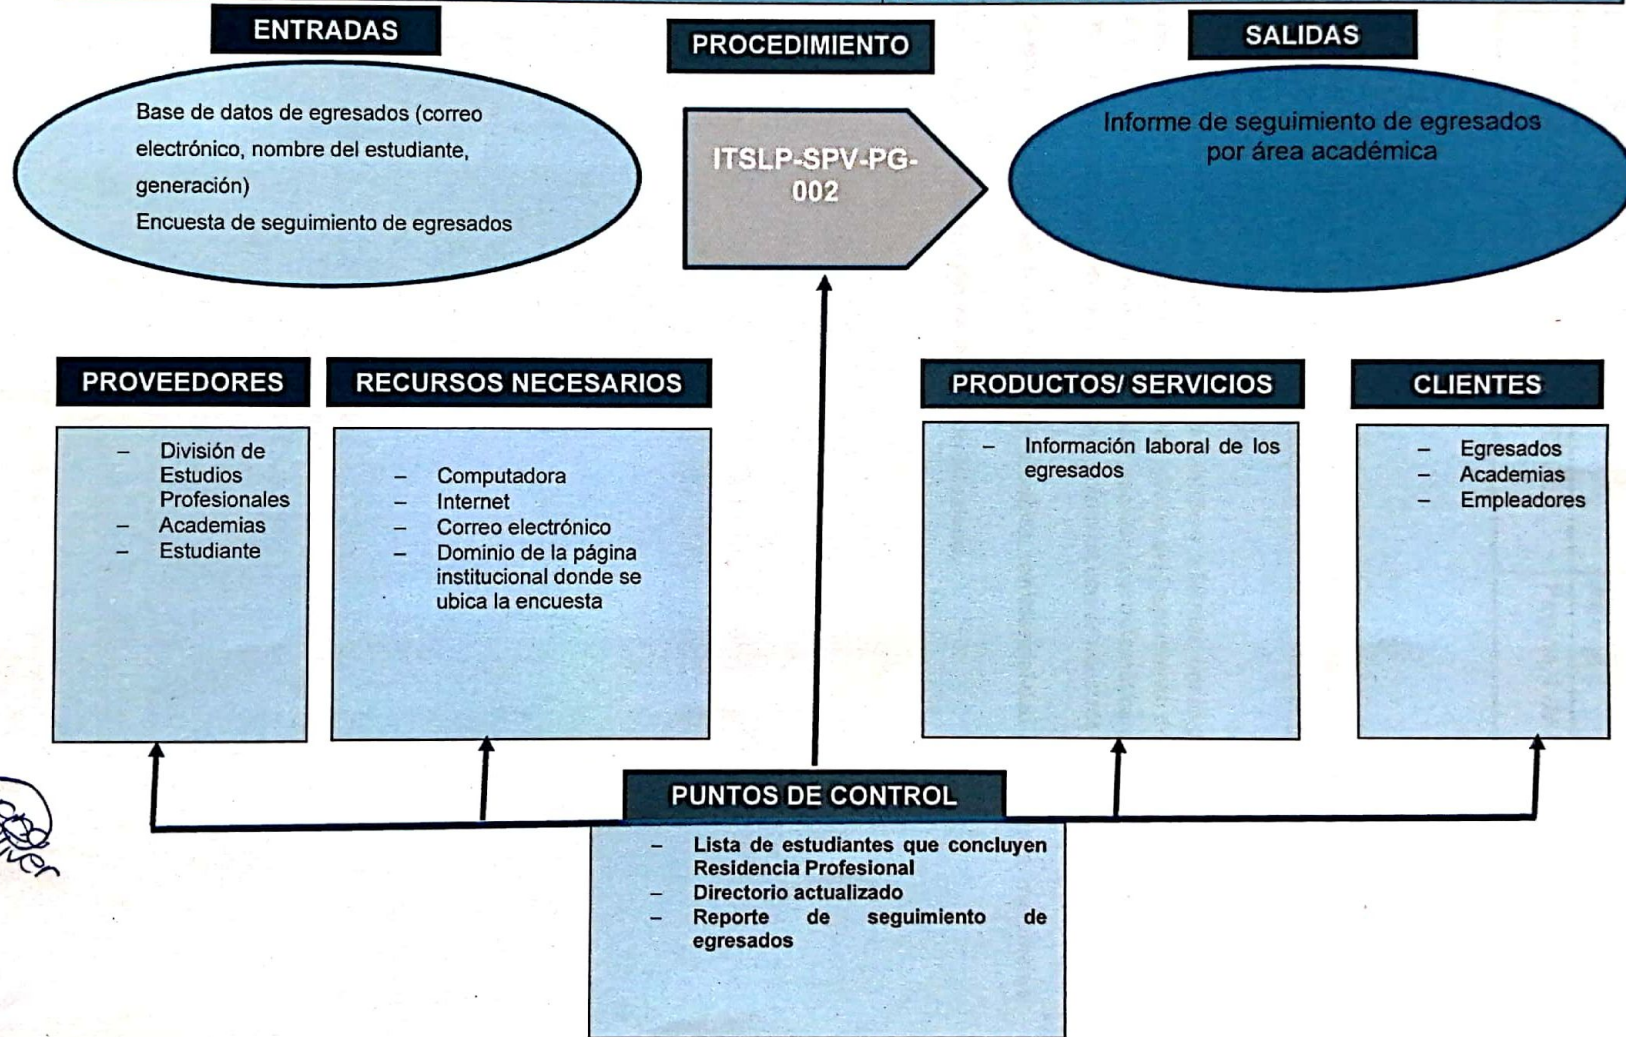 ENTRADAS
PROCEDIMIENTO
SALIDAS
Base de datos de egresados (correo
electrónico, nombre del estudiante,
generación)
Encuesta de seguimiento de egresados
ITSLP-SPV-PG-
002
Informe de seguimiento de egresados
por área académica
PROVEEDORES
– División de
Estudios
Profesionales
– Academias
– Estudiante
RECURSOS NECESARIOS
– Computadora
– Internet
– Correo electrónico
– Dominio de la página
institucional donde se
ubica la encuesta
PRODUCTOS/ SERVICIOS
– Información laboral de los
egresados
CLIENTES
– Egresados
– Academias
– Empleadores
PUNTOS DE CONTROL
– Lista de estudiantes que concluyen
Residencia Profesional
– Directorio actualizado
– Reporte de seguimiento de
egresados